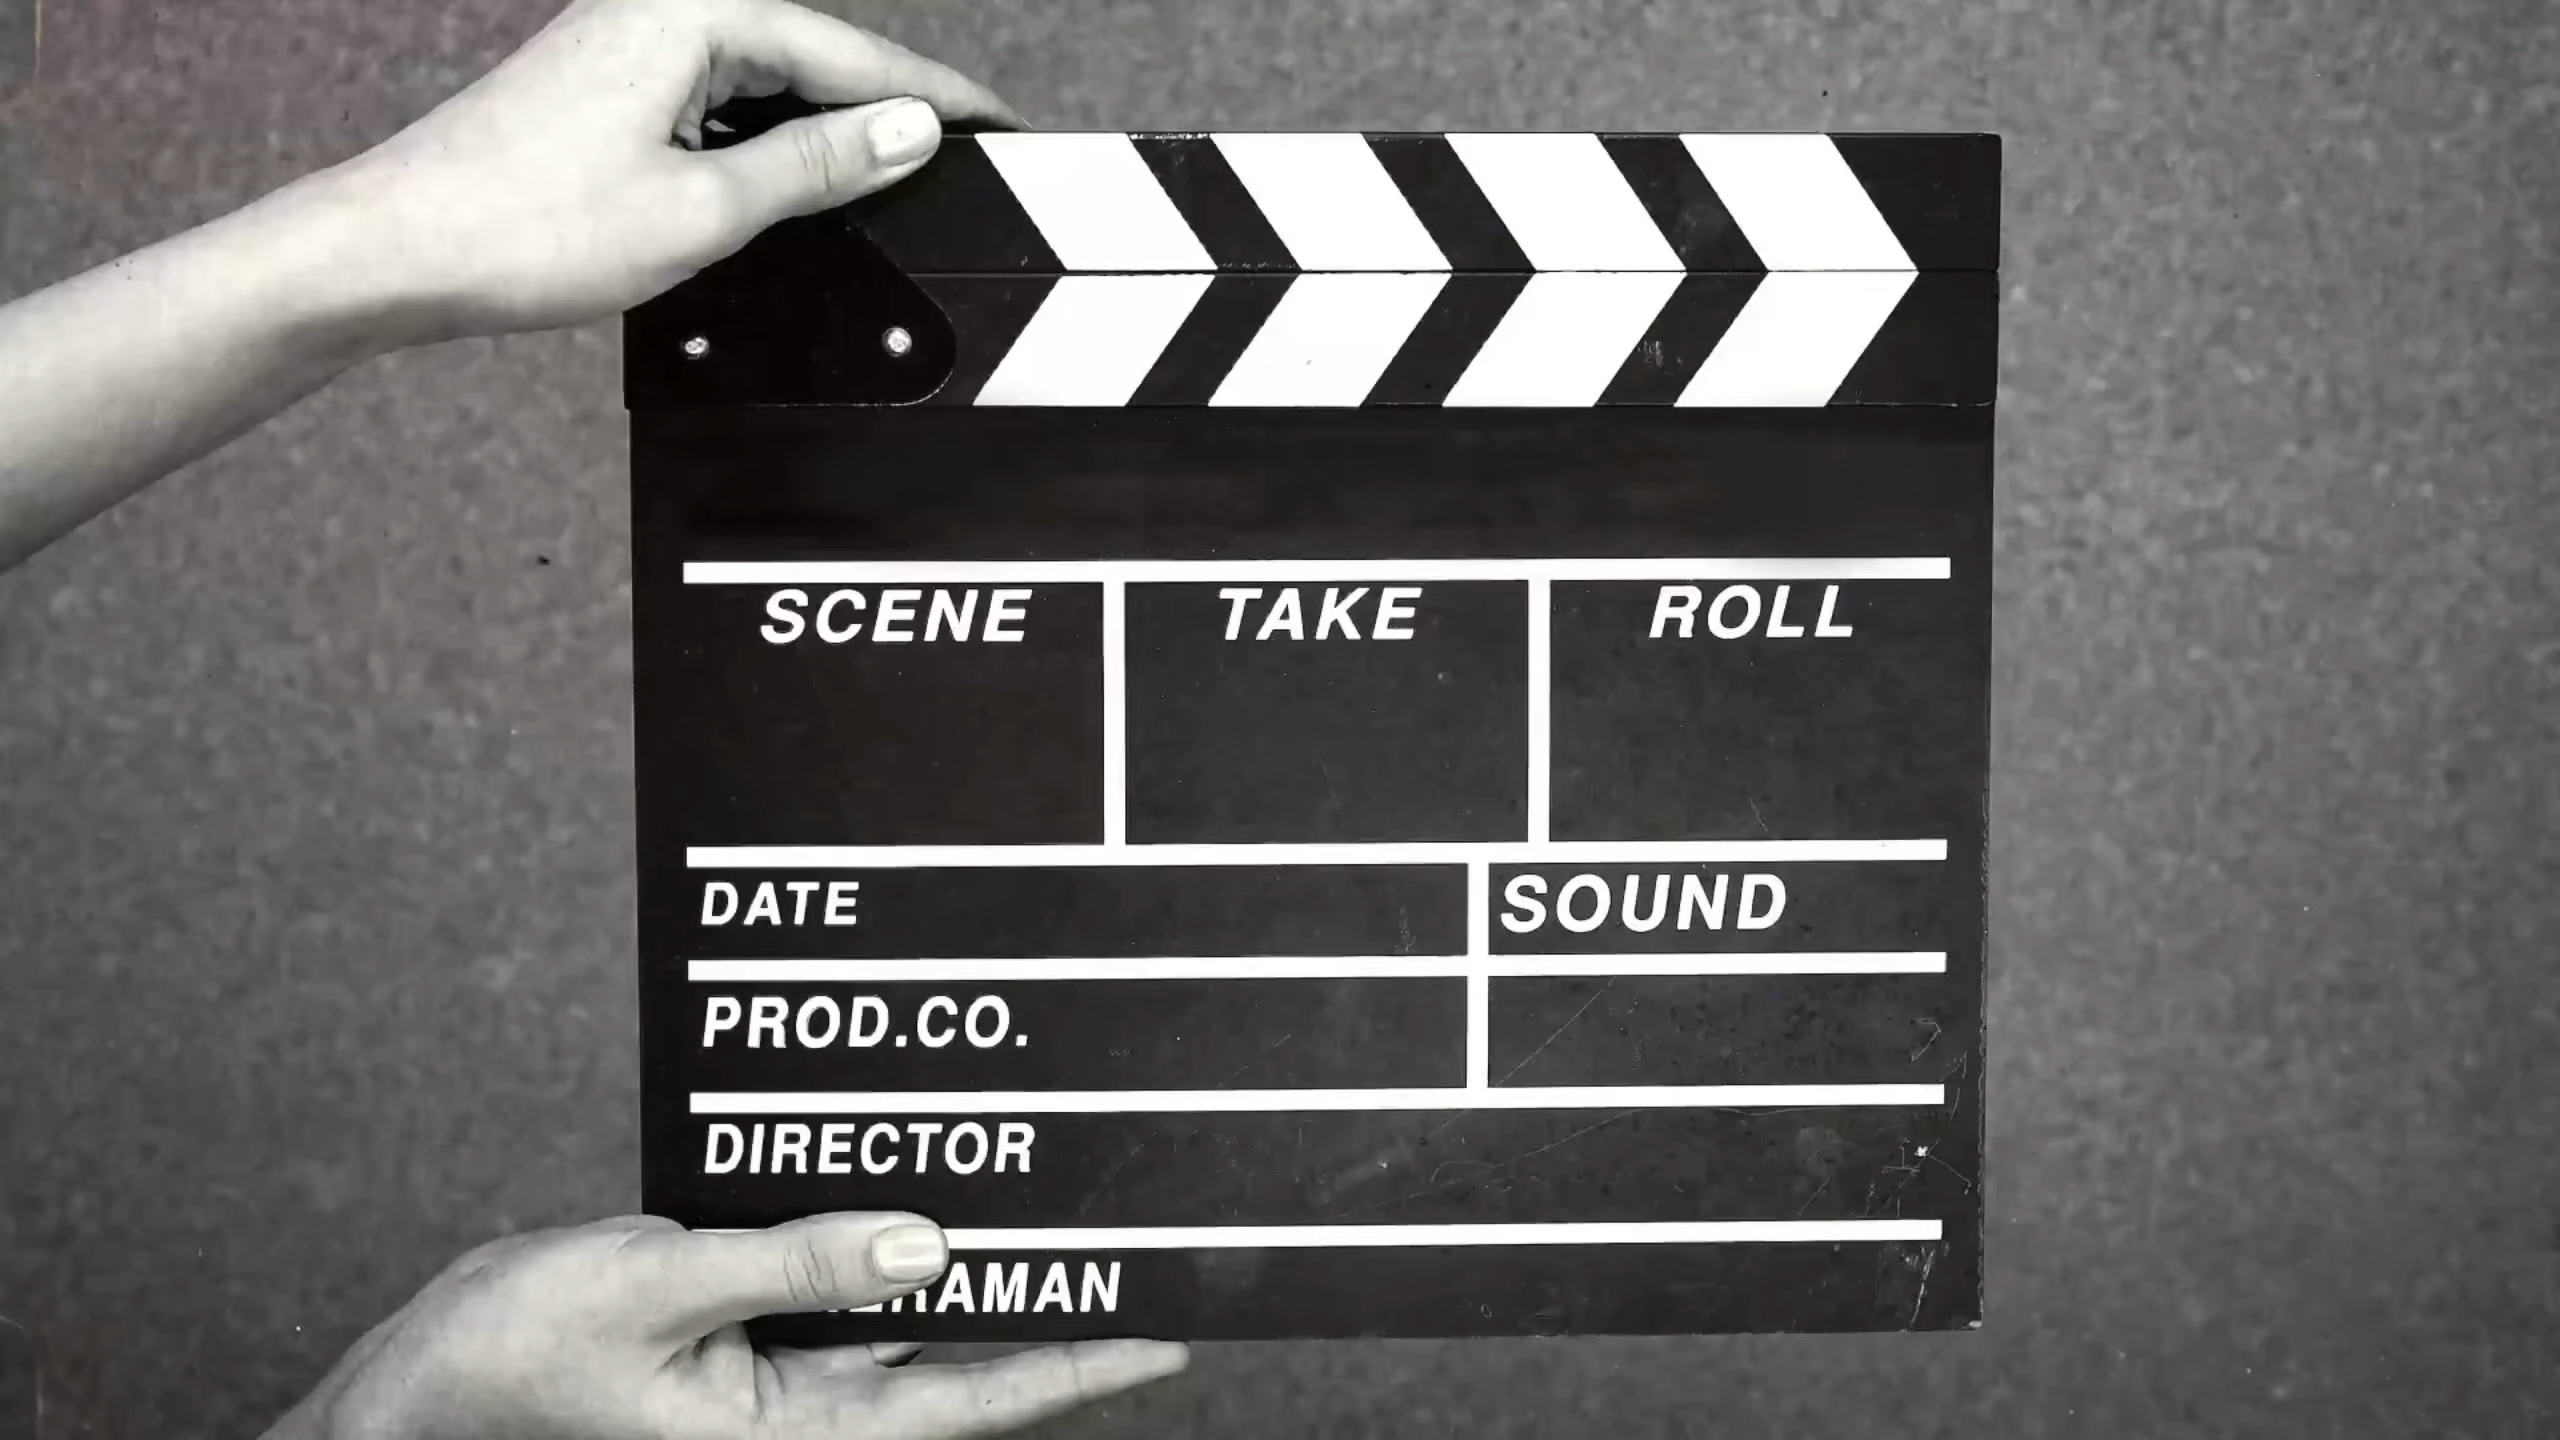 SCENE TAKE ROLL
DATE SOUND
PROD.CO.
DIRECTOR